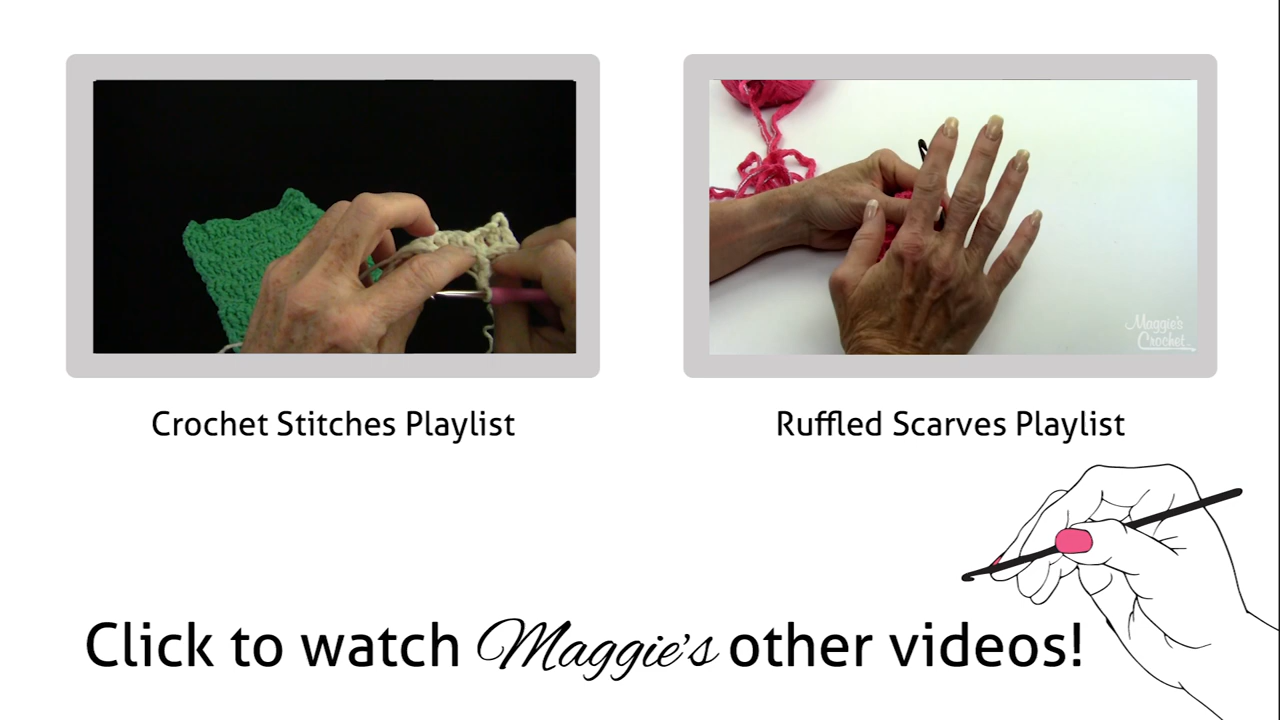 Maggie's
Crochet
Crochet Stitches Playlist
Ruffled Scarves Playlist
Click to watch Maggie's other videos!